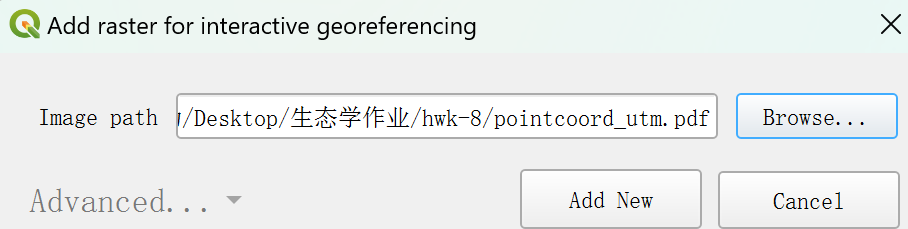 Add raster for interactive georeferencing
Image path /Desktop/生态学作业/hwk-8/pointcoord_utm.pdf Browse...
Advanced... Add New Cancel